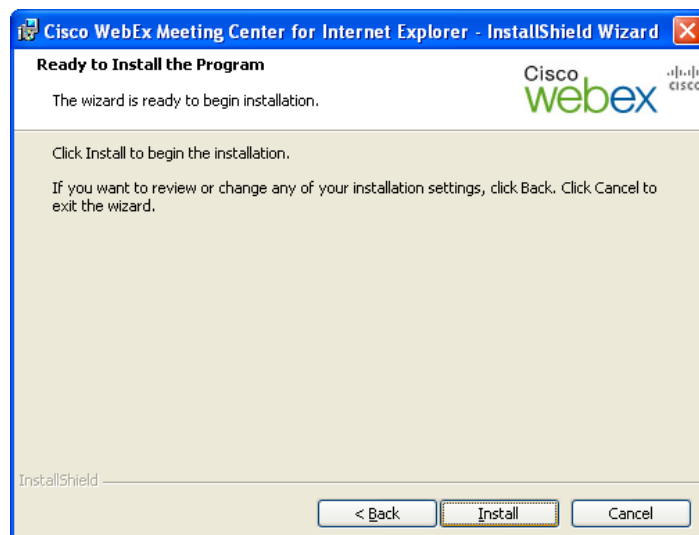 Cisco WebEx Meeting Center for Internet Explorer - InstallShield Wizard
Ready to Install the Program
The wizard is ready to begin installation.
Cisco
webex
CISCO
Click Install to begin the installation.
If you want to review or change any of your installation settings, click Back. Click Cancel to
exit the wizard.
InstallShield
< Back
Install
Cancel